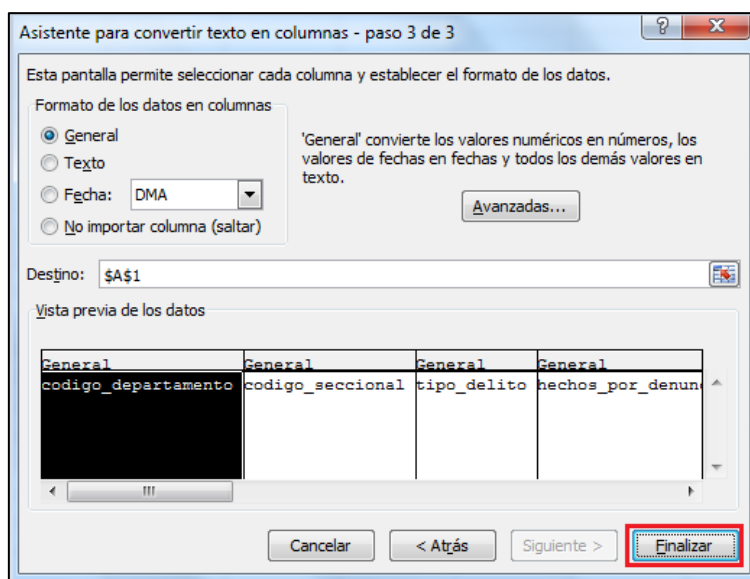 Asistente para convertir texto en columnas - paso 3 de 3
Esta pantalla permite seleccionar cada columna y establecer el formato de los datos.
Formato de los datos en columnas
General
Texto
Fecha: DMA
No importar columna (saltar)
'General' convierte los valores numéricos en números, los
valores de fechas en fechas y todos los demás valores en
texto.
Avanzadas...
Destino: $A$1
Vista previa de los datos
General General General General
codigo_departamento codigo_seccional tipo_delito hechos_por_denun
Cancelar < Atrás Siguiente > Finalizar